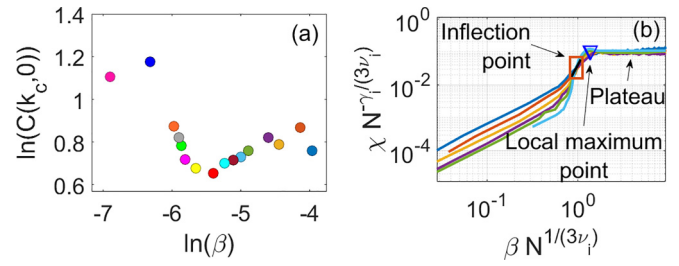 (a)
ln(C(k_c,0))
1.4
1.2
1
0.8
0.6
-7
-6
-5
-4
ln(β)
(b)
χ N^{-γ_i/(3ν_i)}
10^0
10^{-2}
10^{-4}
Inflection
point
Plateau
Local maximum
point
10^{-1}
10^0
β N^{1/(3ν_i)}